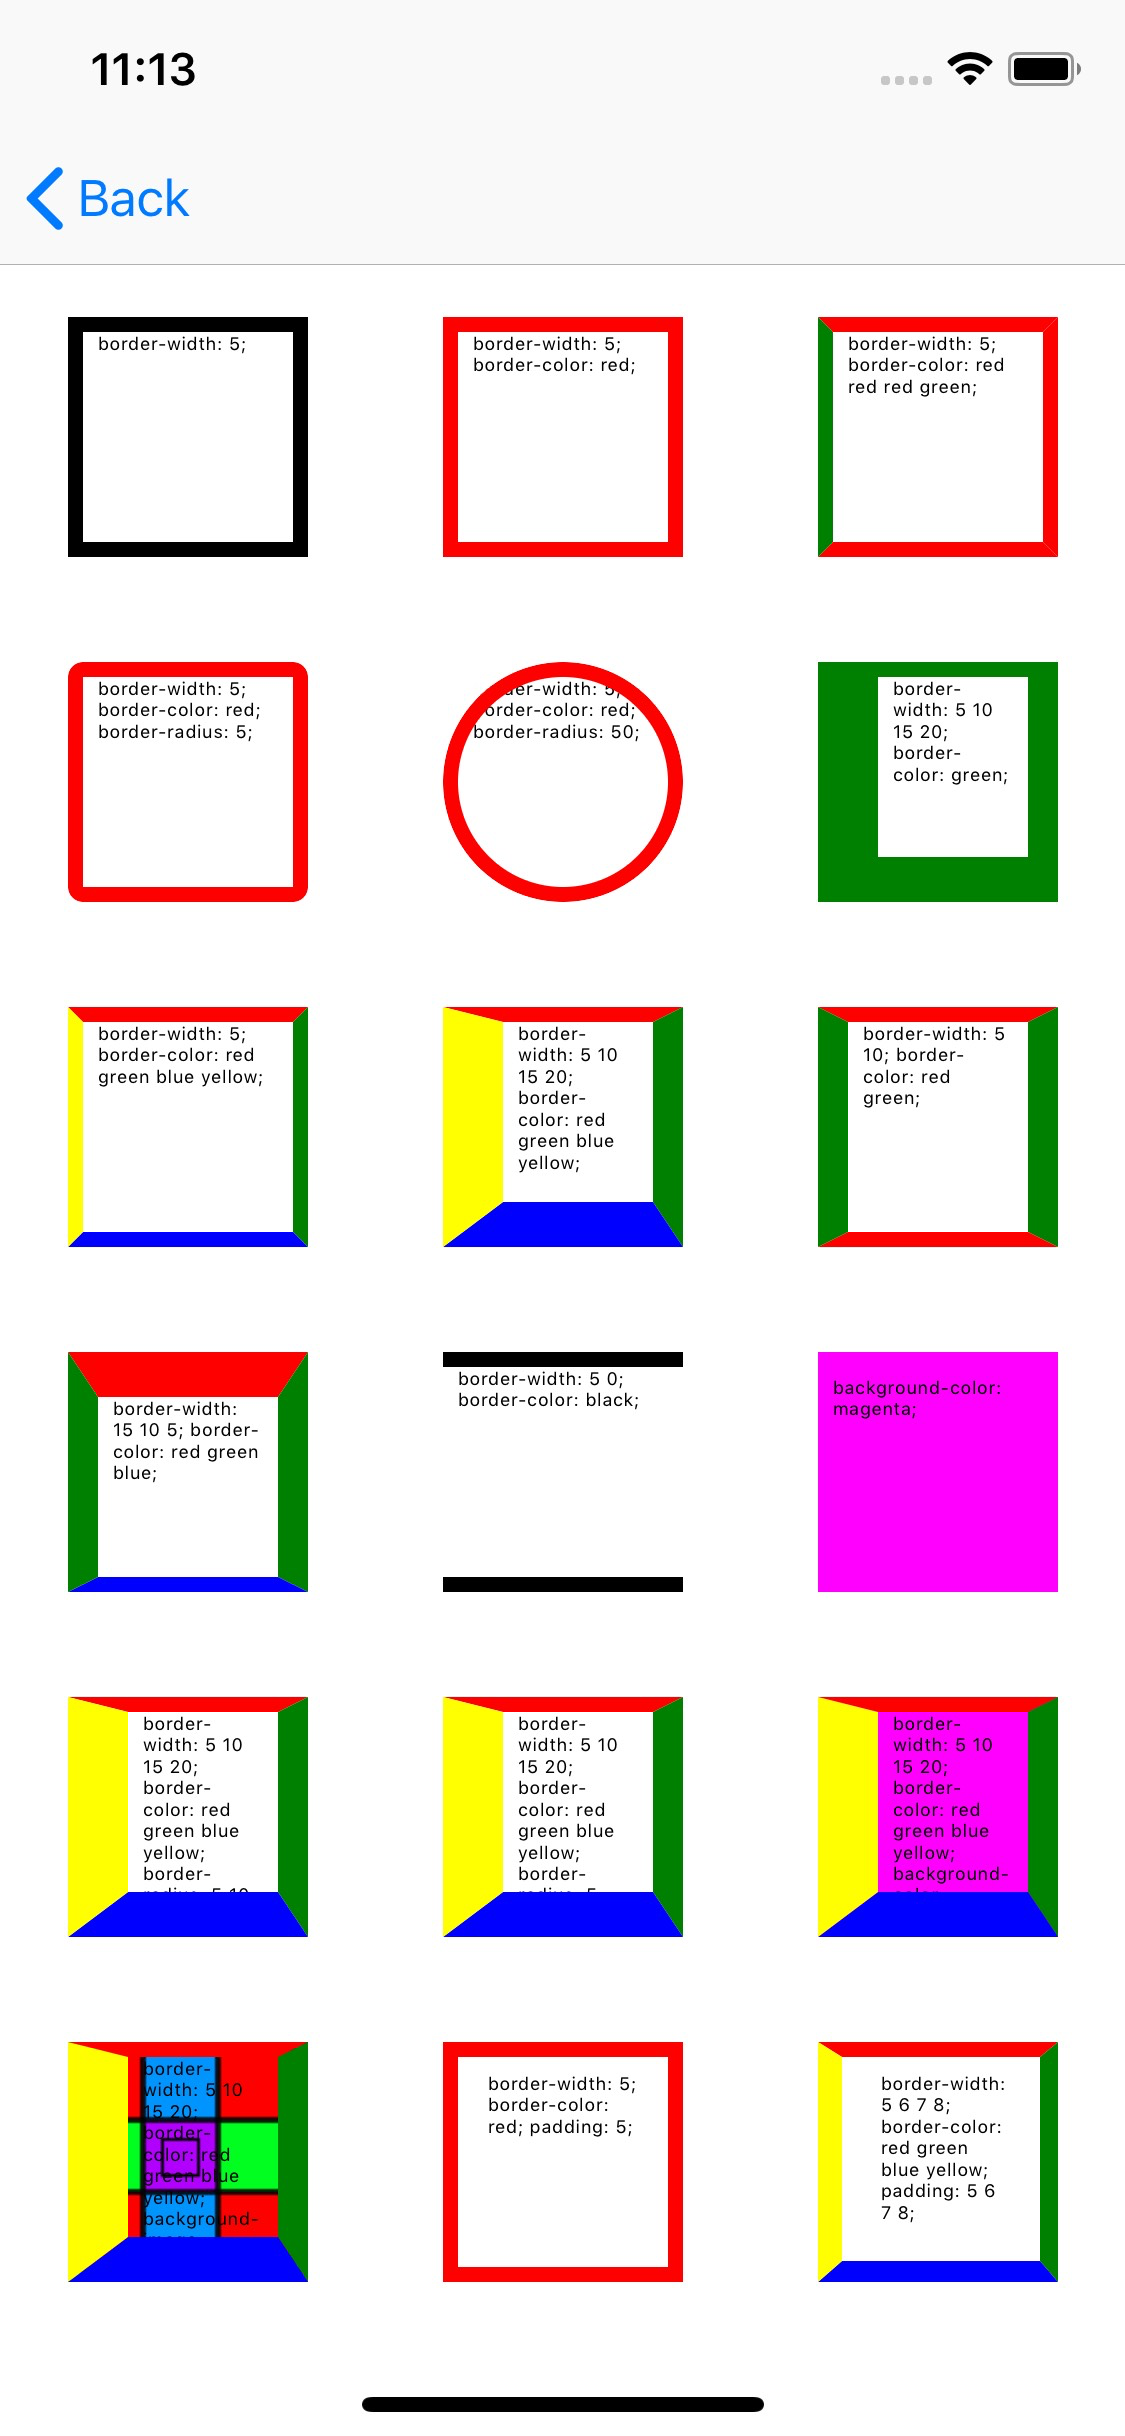 11:13
Back
border-width: 5;
border-width: 5;
border-color: red;
border-width: 5;
border-color: red
red red green;
border-width: 5;
border-color: red;
border-radius: 5;
der-width: 5;
order-color: red;
border-radius: 50;
border-
width: 5 10
15 20;
border-
color: green;
border-width: 5;
border-color: red
green blue yellow;
border-
width: 5 10
15 20;
border-
color: red
green blue
yellow;
border-width: 5
10; border-
color: red
green;
border-width:
15 10 5; border-
color: red green
blue;
border-width: 5 0;
border-color: black;
background-color:
magenta;
border-
width: 5 10
15 20;
border-
color: red
green blue
yellow;
border-
border-
width: 5 10
15 20;
border-
color: red
green blue
yellow;
border-
border-
width: 5 10
15 20;
border-
color: red
green blue
yellow;
background-
border-
width: 5 10
15 20;
border-
color: red
green blue
yellow;
background-
border-width: 5;
border-color:
red; padding: 5;
border-width:
5 6 7 8;
border-color:
red green
blue yellow;
padding: 5 6
7 8;